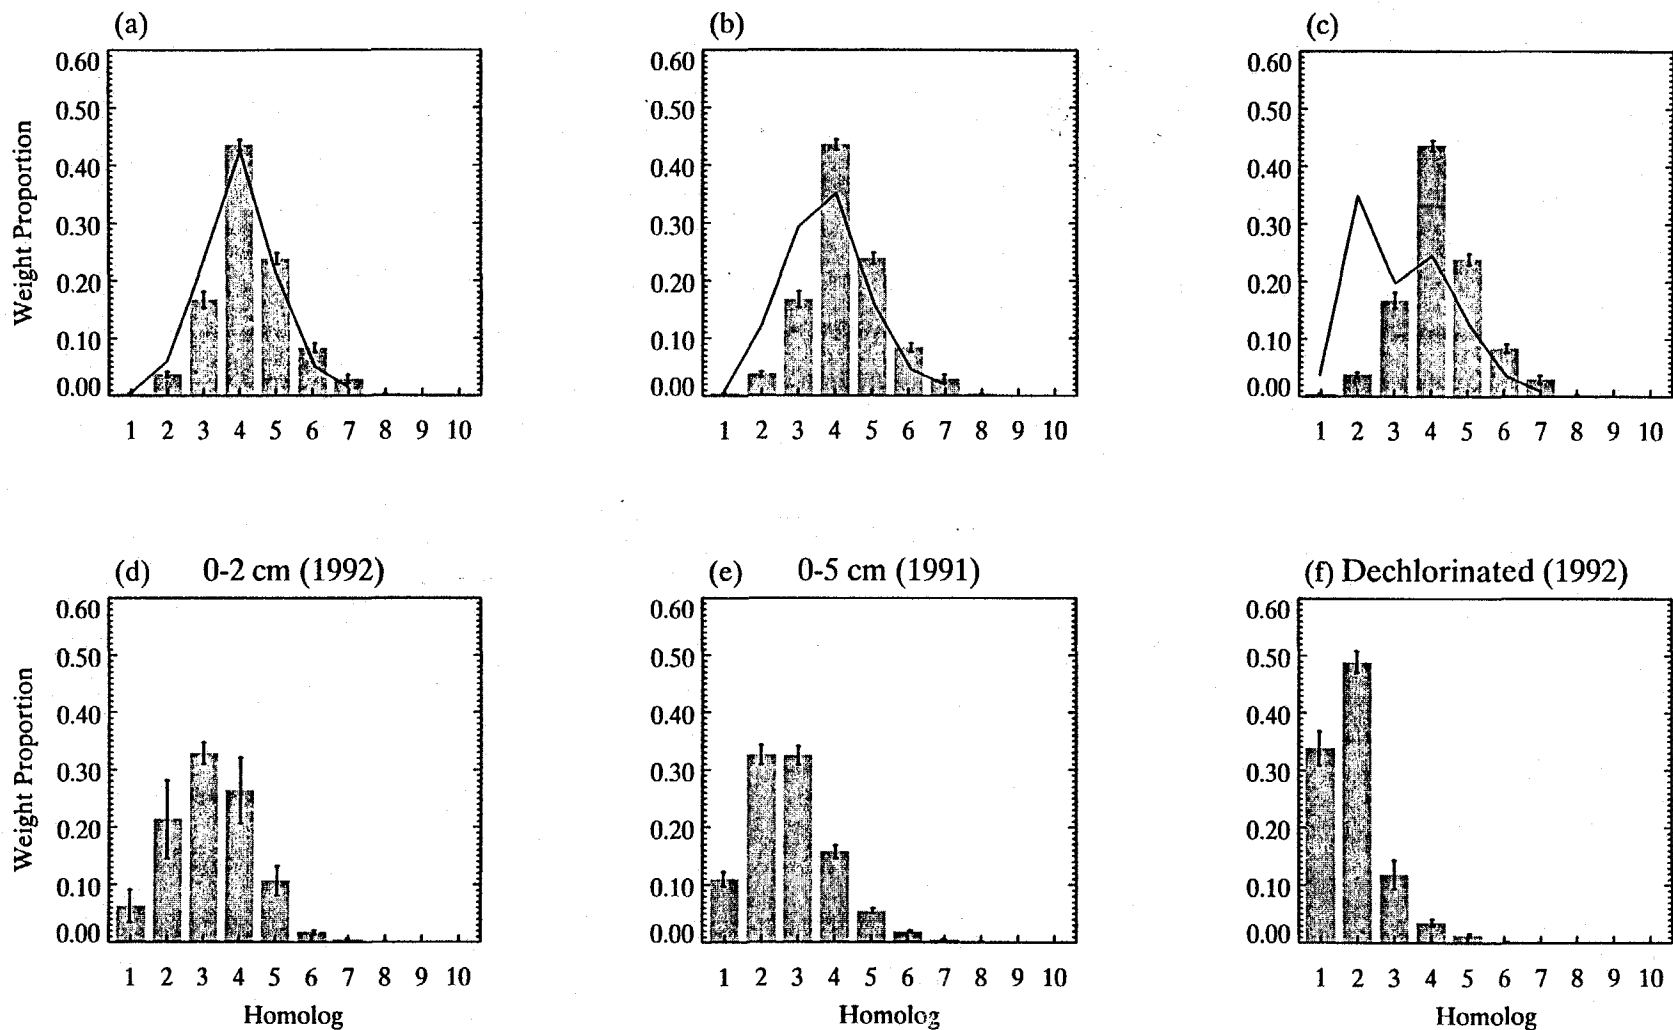 (a) (b) (c)
0.60 0.60 0.60
0.50 0.50 0.50
0.40 0.40 0.40
0.30 0.30 0.30
0.20 0.20 0.20
0.10 0.10 0.10
0.00 0.00 0.00
Weight Proportion
1 2 3 4 5 6 7 8 9 10 1 2 3 4 5 6 7 8 9 10 1 2 3 4 5 6 7 8 9 10
(d) 0-2 cm (1992) (e) 0-5 cm (1991) (f) Dechlorinated (1992)
0.60 0.60 0.60
0.50 0.50 0.50
0.40 0.40 0.40
0.30 0.30 0.30
0.20 0.20 0.20
0.10 0.10 0.10
0.00 0.00 0.00
Weight Proportion
1 2 3 4 5 6 7 8 9 10 1 2 3 4 5 6 7 8 9 10 1 2 3 4 5 6 7 8 9 10
Homolog Homolog Homolog